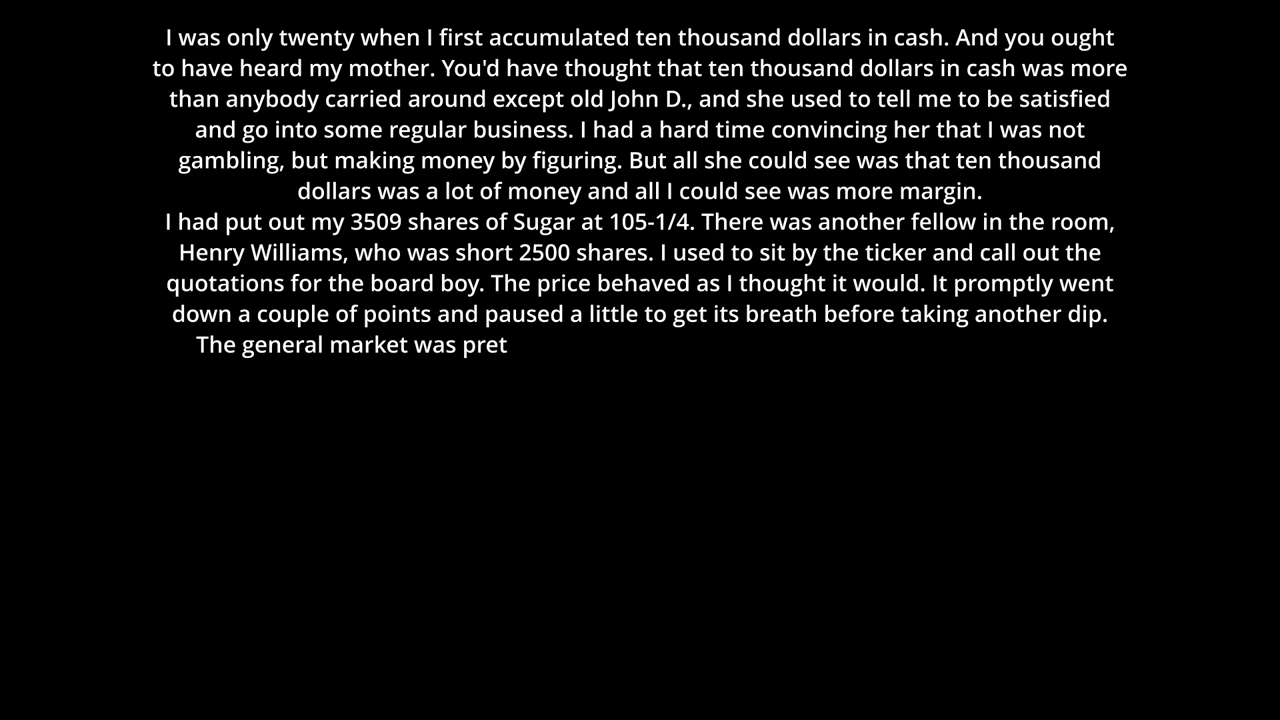 I was only twenty when I first accumulated ten thousand dollars in cash. And you ought
to have heard my mother. You'd have thought that ten thousand dollars in cash was more
than anybody carried around except old John D., and she used to tell me to be satisfied
and go into some regular business. I had a hard time convincing her that I was not
gambling, but making money by figuring. But all she could see was that ten thousand
dollars was a lot of money and all I could see was more margin.
I had put out my 3509 shares of Sugar at 105-1/4. There was another fellow in the room,
Henry Williams, who was short 2500 shares. I used to sit by the ticker and call out the
quotations for the board boy. The price behaved as I thought it would. It promptly went
down a couple of points and paused a little to get its breath before taking another dip.
The general market was pret